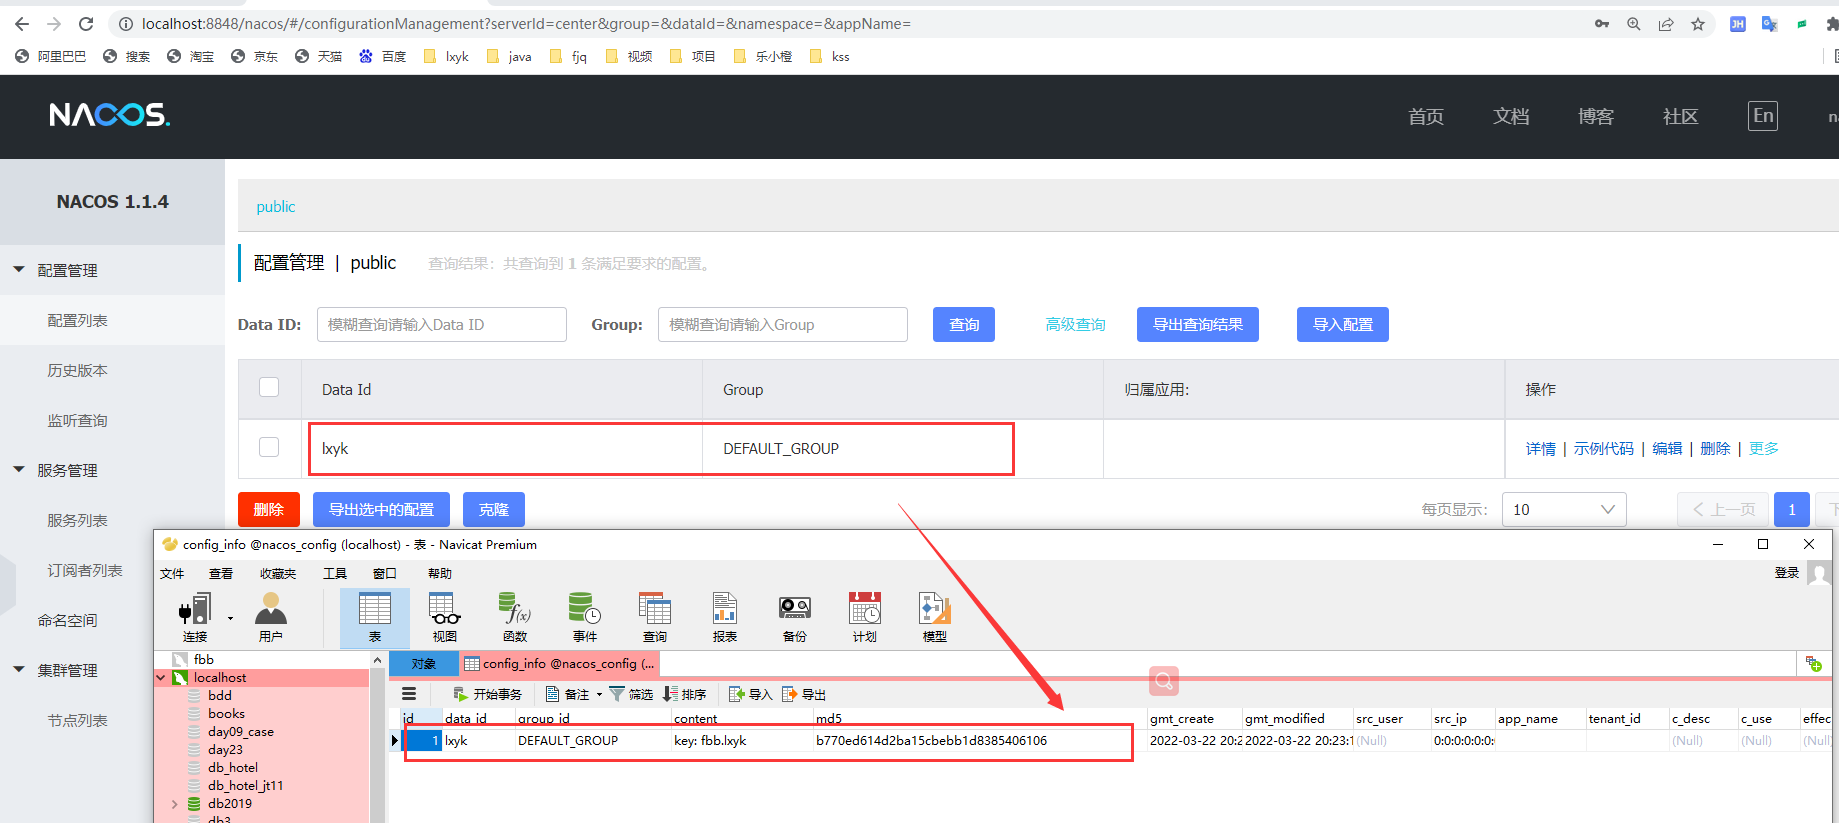 localhost:8848/nacos/#/configurationManagement?serverId=center&group=&dataId=&namespace=&appName=
阿里巴巴 搜索 淘宝 京东 天猫 百度 lxyk java fjq 视频 项目 乐小橙 kss
NACOS. 首页 文档 博客 社区 En
NACOS 1.1.4
public
配置管理
配置管理 | public 查询结果：共查询到 1 条满足要求的配置。
配置列表
Data ID: 模糊查询请输入Data ID Group: 模糊查询请输入Group 查询 高级查询 导出查询结果 导入配置
历史版本
Data Id Group 归属应用: 操作
监听查询
lxyk DEFAULT_GROUP 详情 | 示例代码 | 编辑 | 删除 | 更多
服务管理
删除 导出选中的配置 克隆 每页显示: 10 上一页 1 下
服务列表
订阅者列表
命名空间
集群管理
节点列表
config_info @nacos_config (localhost) - 表 - Navicat Premium
文件 查看 收藏夹 工具 窗口 帮助 登录
连接 用户 表 视图 函数 事件 查询 报表 备份 计划 模型
fbb
localhost
bdd
books
day09_case
day23
db_hotel
db_hotel_jt11
db2019
db3
对象 config_info @nacos_config (...
开始事务 备注 筛选 排序 导入 导出
id data_id group_id content md5 gmt_create gmt_modified src_user src_ip app_name tenant_id c_desc c_use effec
1 lxyk DEFAULT_GROUP key: fbb.lxyk b770ed614d2ba15cbebb1d8385406106 2022-03-22 20:2 2022-03-22 20:23:1 (Null) 0:0:0:0:0:0: (Null) (Null) (Null)